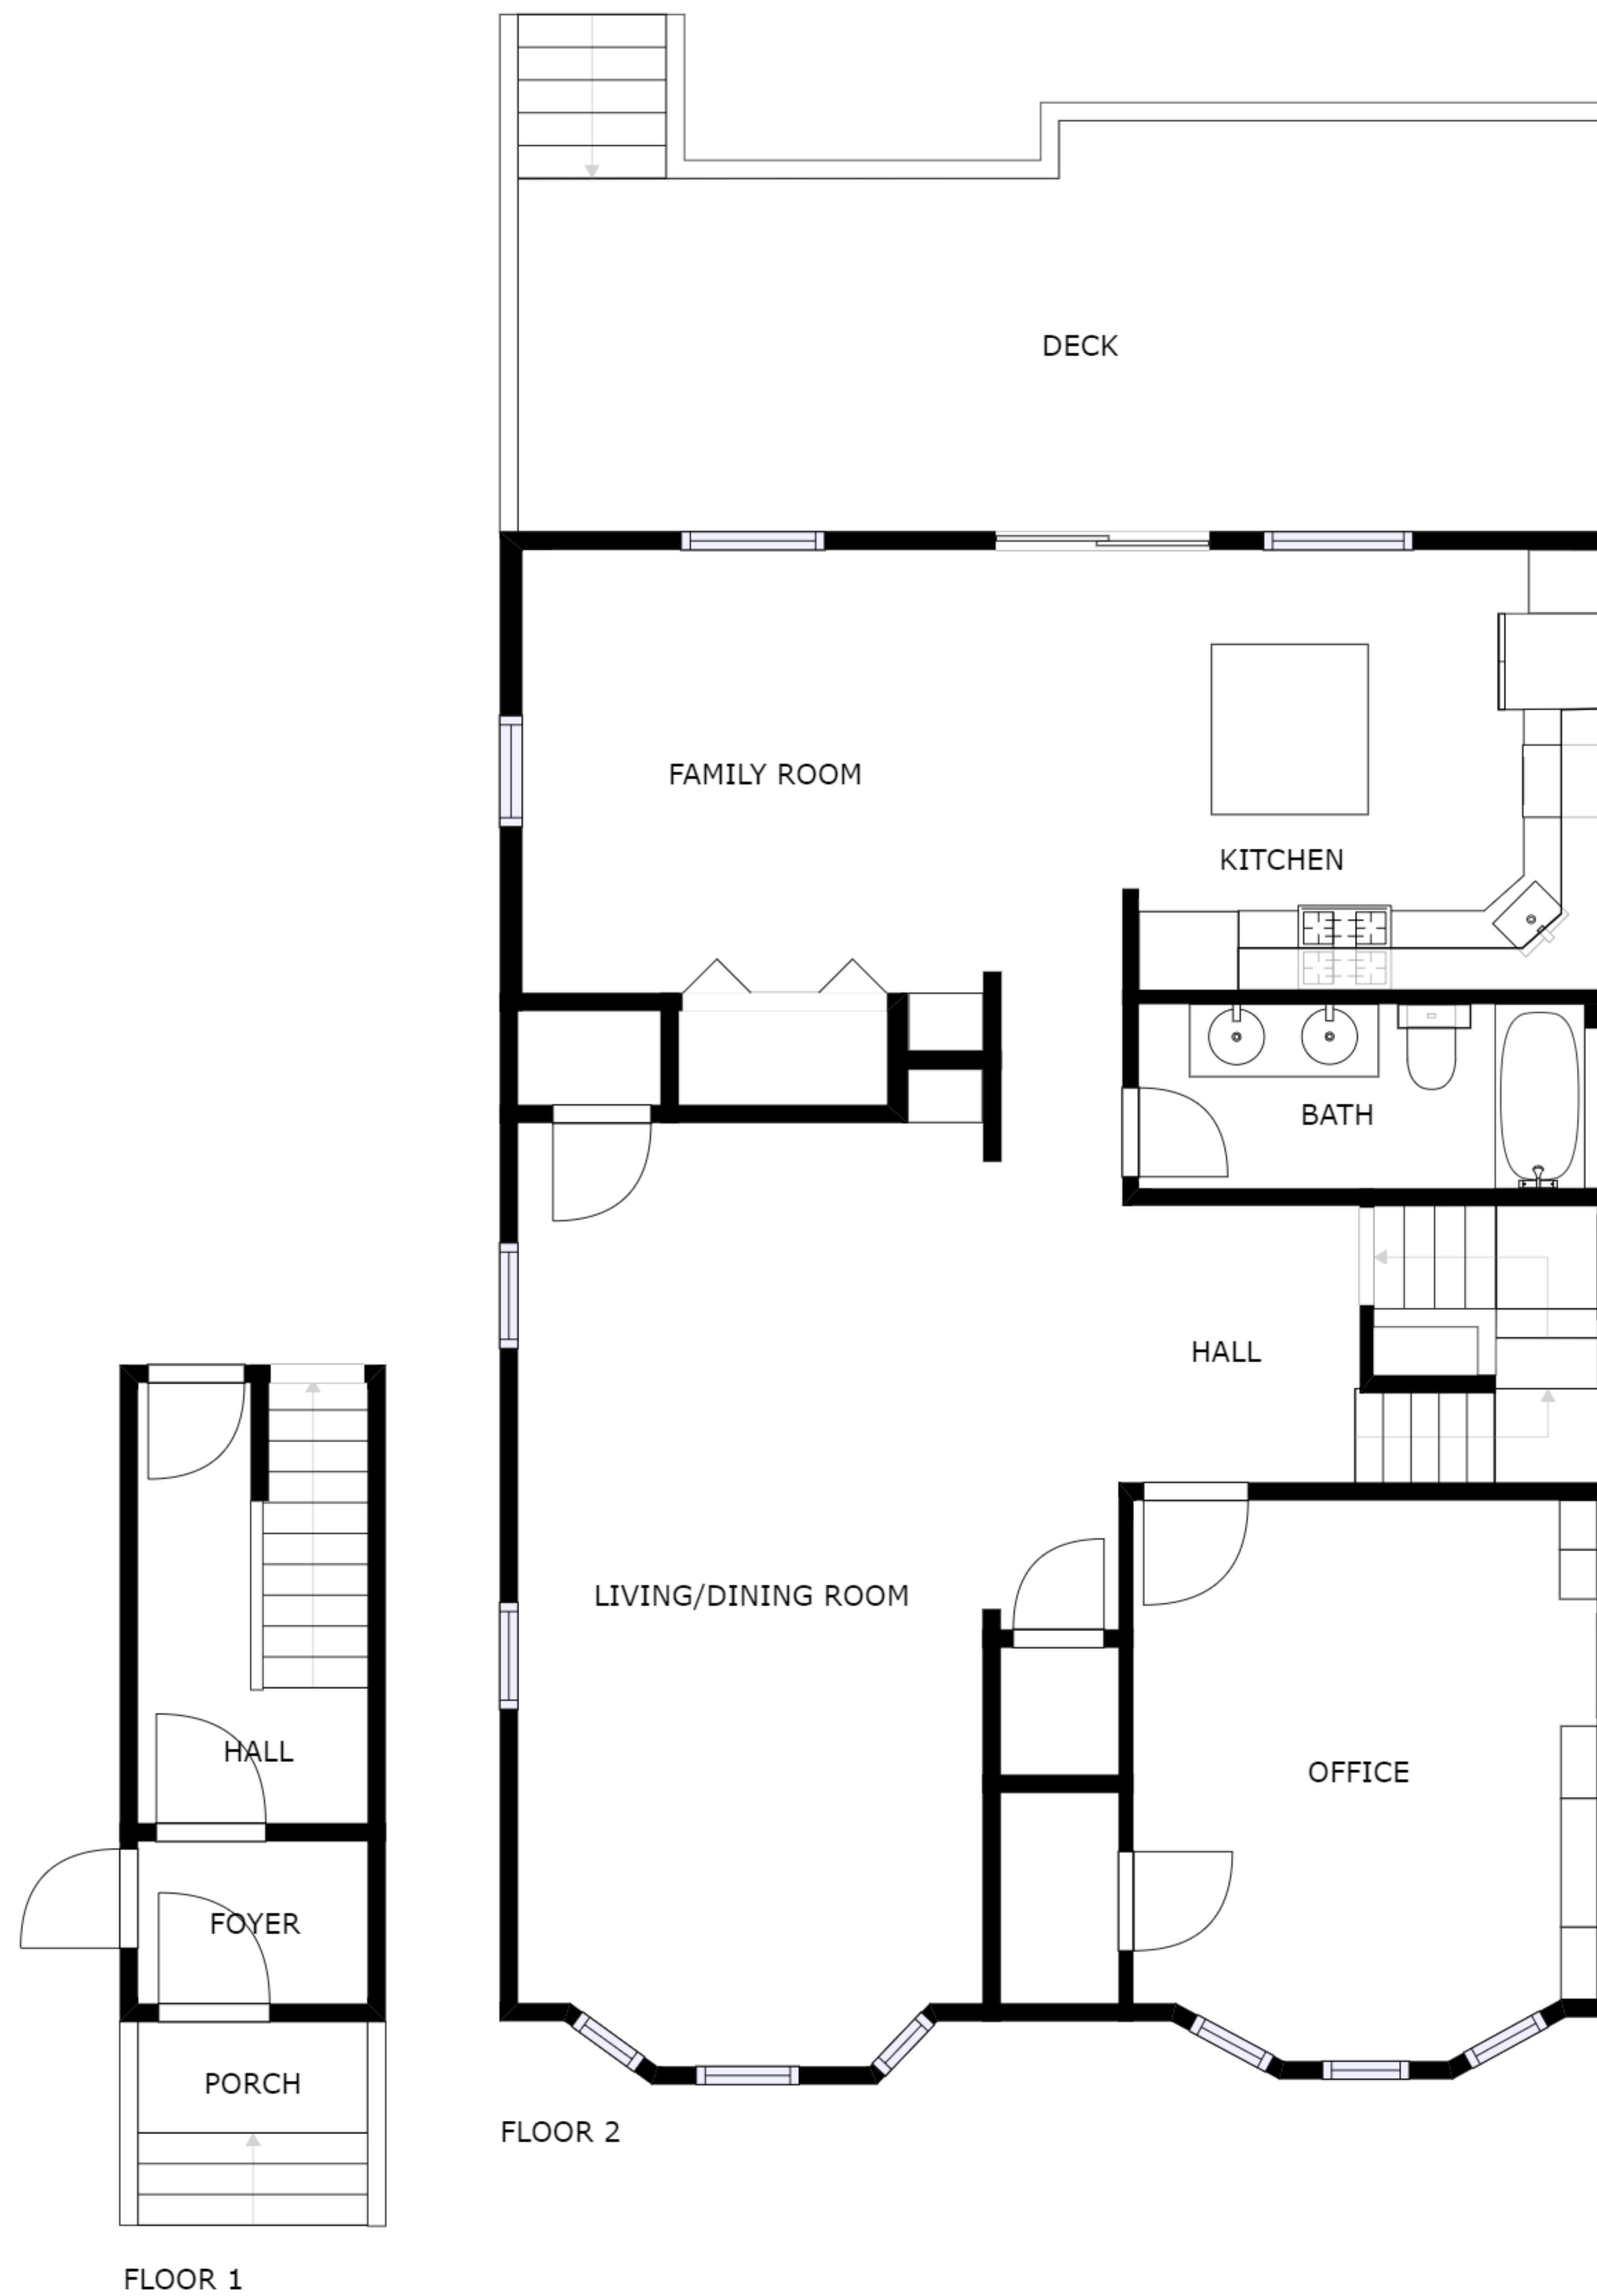 DECK
FAMILY ROOM
KITCHEN
BATH
HALL
LIVING/DINING ROOM
OFFICE
HALL
FOYER
PORCH
FLOOR 2
FLOOR 1